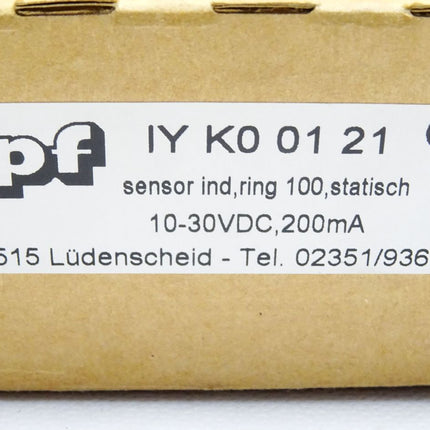 pf IY K0 01 21
sensor ind,ring 100,statisch
10-30VDC,200mA
515 Lüdenscheid - Tel. 02351/936